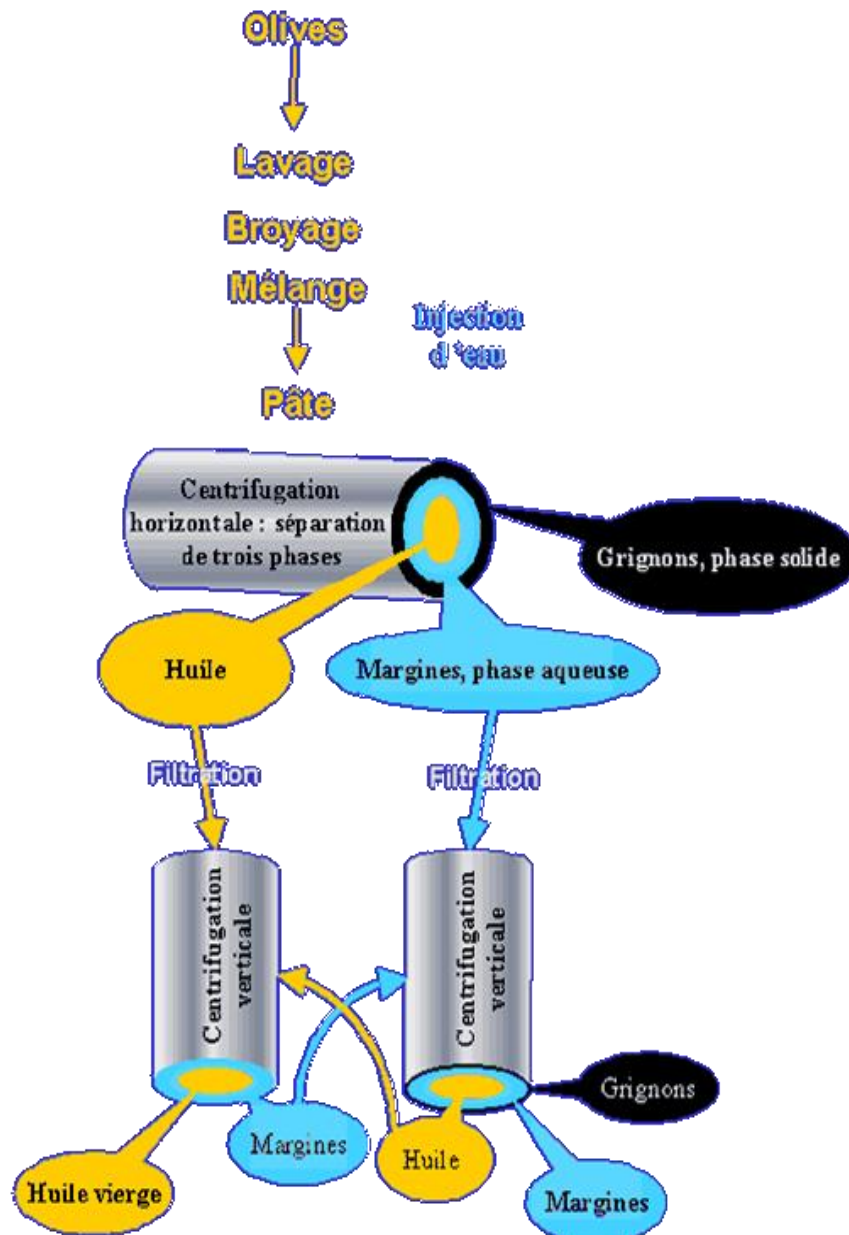 Olives
Lavage
Broyage
Mélange
Injection
d 'eau
Pâte
Centrifugation
horizontale : séparation
de trois phases
Grignons, phase solide
Huile
Margines, phase aqueuse
Filtration
Filtration
Centrifugation
verticale
Centrifugation
verticale
Grignons
Margines
Huile
Huile vierge
Margines